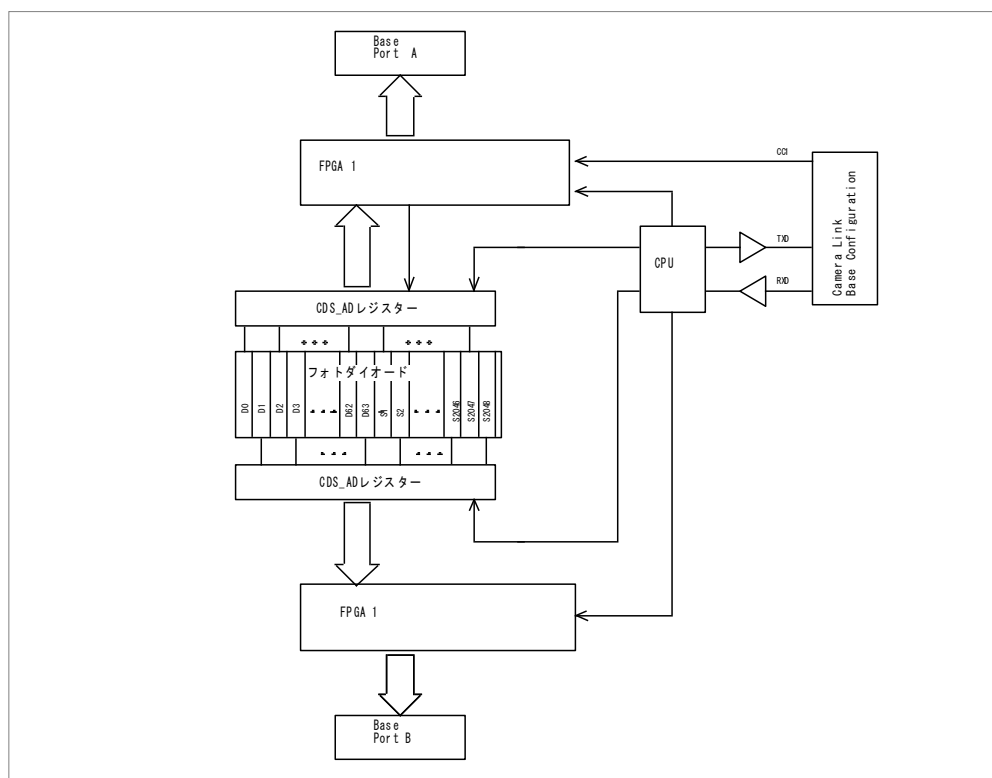 Base
Port A
FPGA 1
CC1
CPU
TXD
RXD
Camera Link
Base Configuration
CDS_ADレジスター
フォトダイオード
D0
D1
D2
D3
D62
D63
S1
S2
S2046
S2047
S2048
CDS_ADレジスター
FPGA 1
Base
Port B